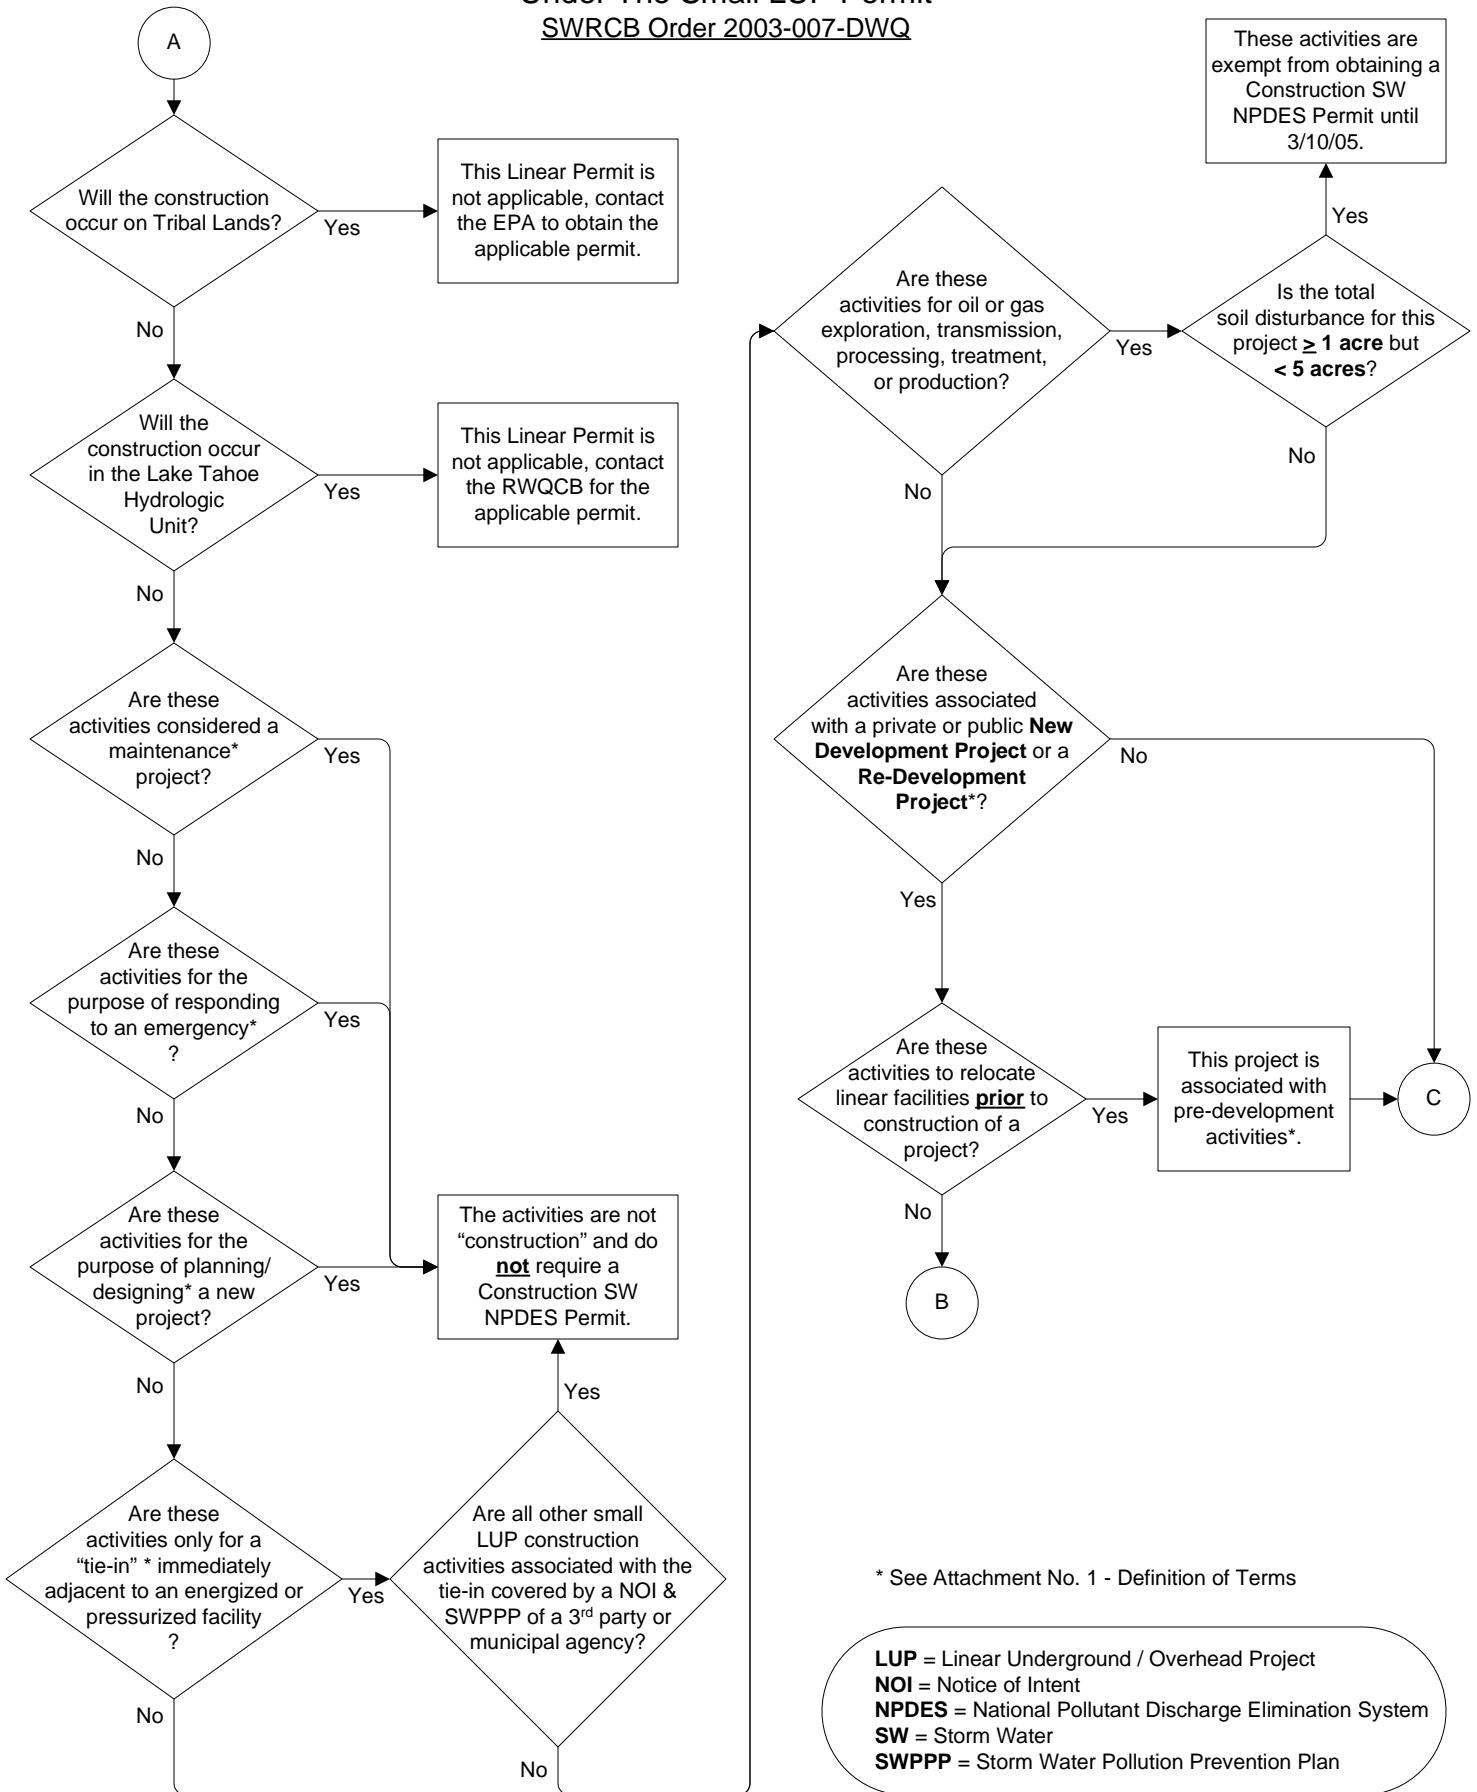 Under The Small LUP Permit
SWRCB Order 2003-007-DWQ
A
Will the construction
occur on Tribal Lands?
Yes
This Linear Permit is
not applicable, contact
the EPA to obtain the
applicable permit.
No
Will the
construction occur
in the Lake Tahoe
Hydrologic
Unit?
Yes
This Linear Permit is
not applicable, contact
the RWQCB for the
applicable permit.
No
Are these
activities considered a
maintenance*
project?
Yes
No
Are these
activities for the
purpose of responding
to an emergency*
?
Yes
No
Are these
activities for the
purpose of planning/
designing* a new
project?
Yes
The activities are not
“construction” and do
not require a
Construction SW
NPDES Permit.
No
Yes
Are these
activities only for a
“tie-in” * immediately
adjacent to an energized or
pressurized facility
?
Yes
Are all other small
LUP construction
activities associated with the
tie-in covered by a NOI &
SWPPP of a 3rd party or
municipal agency?
No
No
These activities are
exempt from obtaining a
Construction SW
NPDES Permit until
3/10/05.
Yes
Are these
activities for oil or gas
exploration, transmission,
processing, treatment,
or production?
Yes
Is the total
soil disturbance for this
project ≥ 1 acre but
< 5 acres?
No
No
Are these
activities associated
with a private or public New
Development Project or a
Re-Development
Project*?
No
Yes
Are these
activities to relocate
linear facilities prior to
construction of a
project?
Yes
This project is
associated with
pre-development
activities*.
C
No
B
* See Attachment No. 1 - Definition of Terms
LUP = Linear Underground / Overhead Project
NOI = Notice of Intent
NPDES = National Pollutant Discharge Elimination System
SW = Storm Water
SWPPP = Storm Water Pollution Prevention Plan